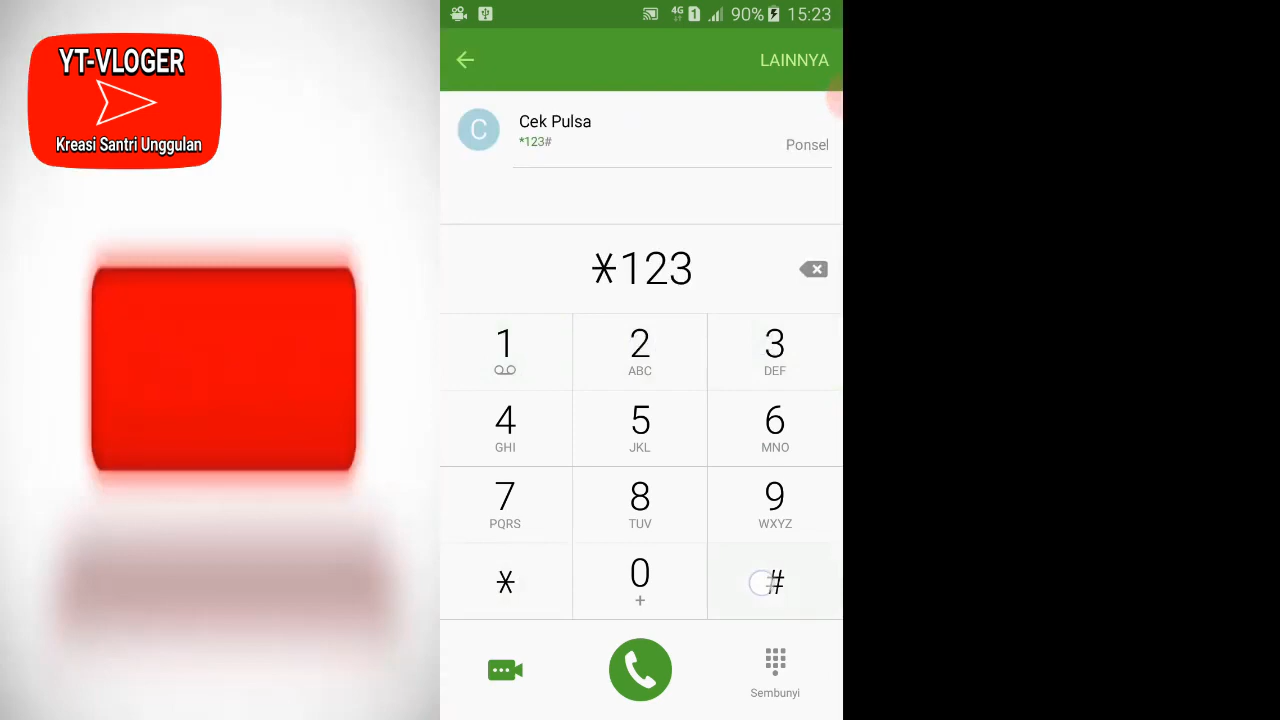 YT-VLOGER
Kreasi Santri Unggulan
4G 1 90% 15:23
LAINNYA
C
Cek Pulsa
*123#
Ponsel
*123
1 2 3
ABC DEF
4 5 6
GHI JKL MNO
7 8 9
PQRS TUV WXYZ
* 0 #
+
Sembunyi